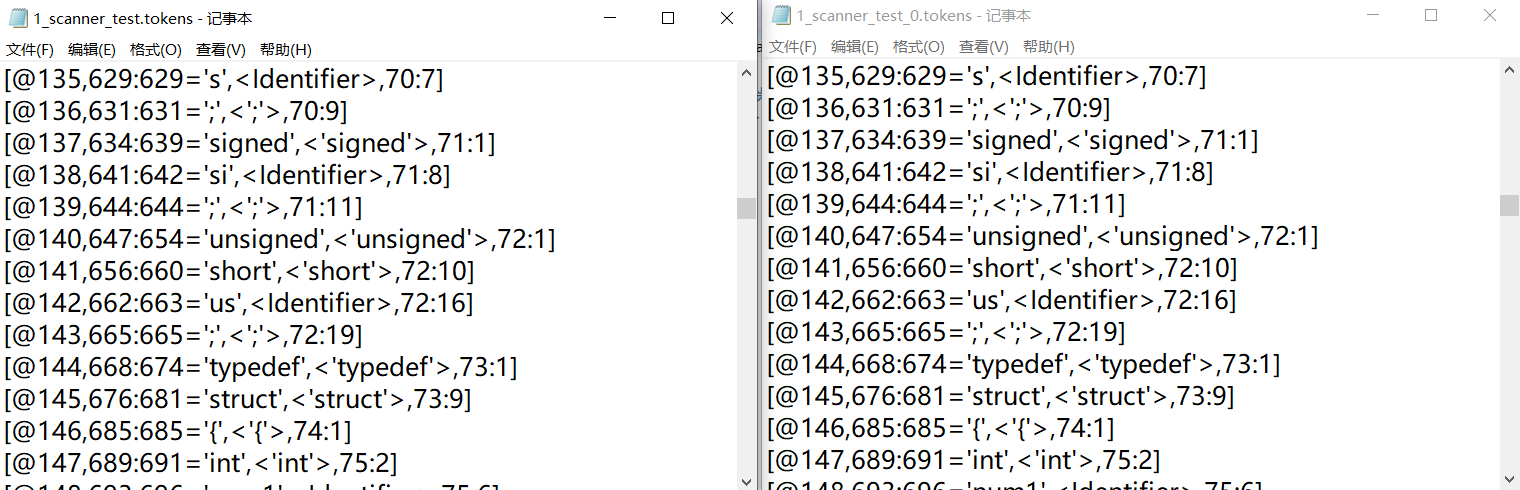 1_scanner_test.tokens - 记事本
文件(F) 编辑(E) 格式(O) 查看(V) 帮助(H)
[@135,629:629='s',<Identifier>,70:7]
[@136,631:631=';',<';'>,70:9]
[@137,634:639='signed',<'signed'>,71:1]
[@138,641:642='si',<Identifier>,71:8]
[@139,644:644=';',<';'>,71:11]
[@140,647:654='unsigned',<'unsigned'>,72:1]
[@141,656:660='short',<'short'>,72:10]
[@142,662:663='us',<Identifier>,72:16]
[@143,665:665=';',<';'>,72:19]
[@144,668:674='typedef',<'typedef'>,73:1]
[@145,676:681='struct',<'struct'>,73:9]
[@146,685:685='{',<'{'>,74:1]
[@147,689:691='int',<'int'>,75:2]
1_scanner_test_0.tokens - 记事本
文件(F) 编辑(E) 格式(O) 查看(V) 帮助(H)
[@135,629:629='s',<Identifier>,70:7]
[@136,631:631=';',<';'>,70:9]
[@137,634:639='signed',<'signed'>,71:1]
[@138,641:642='si',<Identifier>,71:8]
[@139,644:644=';',<';'>,71:11]
[@140,647:654='unsigned',<'unsigned'>,72:1]
[@141,656:660='short',<'short'>,72:10]
[@142,662:663='us',<Identifier>,72:16]
[@143,665:665=';',<';'>,72:19]
[@144,668:674='typedef',<'typedef'>,73:1]
[@145,676:681='struct',<'struct'>,73:9]
[@146,685:685='{',<'{'>,74:1]
[@147,689:691='int',<'int'>,75:2]
[@148,693:696='num1',<Identifier>,75:6]